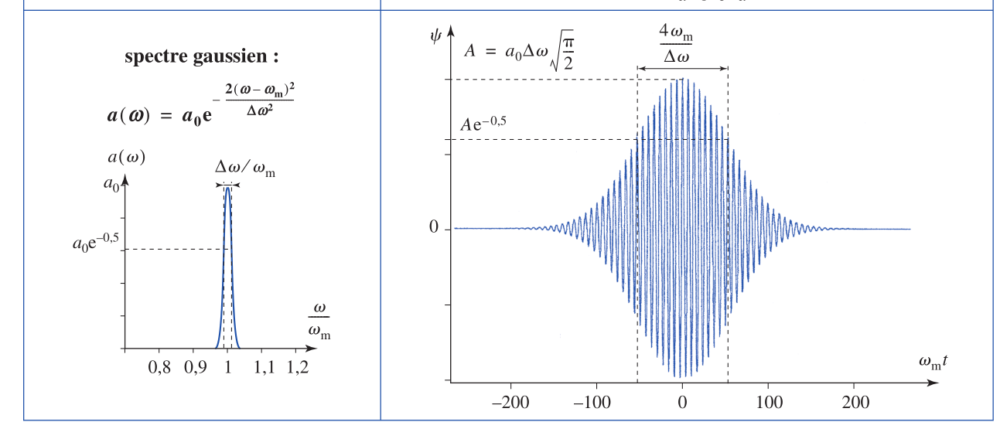 spectre gaussien :
a(ω) = a₀e^{− 2(ω − ωₘ)² / Δω²}
a(ω)
Δω/ωₘ
a₀
a₀e^{−0,5}
ω/ωₘ
0,8 0,9 1 1,1 1,2
ψ
A = a₀Δω√(π/2)
4ωₘ/Δω
Ae^{−0,5}
0
ωₘt
−200 −100 0 100 200